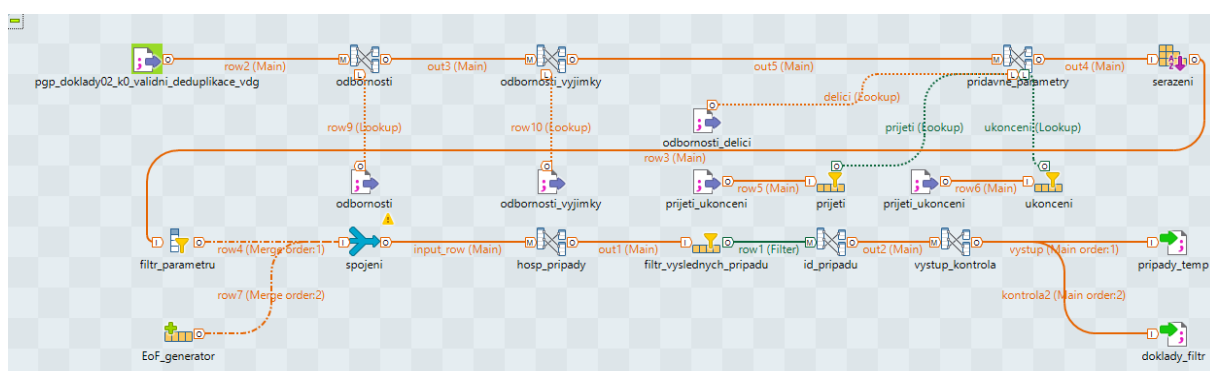 row2 (Main)
out3 (Main)
out5 (Main)
out4 (Main)
pgp_doklady02_k0_validni_deduplikace_vdg
odbornosti
odbornosti_vyjimky
pridavne_parametry
serazeni
delici (Lookup)
row9 (Lookup)
row10 (Lookup)
prijeti (Lookup)
ukonceni (Lookup)
odbornosti_delici
row3 (Main)
row5 (Main)
row6 (Main)
odbornosti
odbornosti_vyjimky
prijeti_ukonceni
prijeti
prijeti_ukonceni
ukonceni
row4 (Merge order:1)
input_row (Main)
out1 (Main)
row1 (Filter)
out2 (Main)
vystup (Main order:1)
filtr_parametru
spojeni
hosp_pripady
filtr_vyslednych_pripadu
id_pripadu
vystup_kontrola
pripady_temp
row7 (Merge order:2)
kontrola2 (Main order:2)
EoF_generator
doklady_filtr